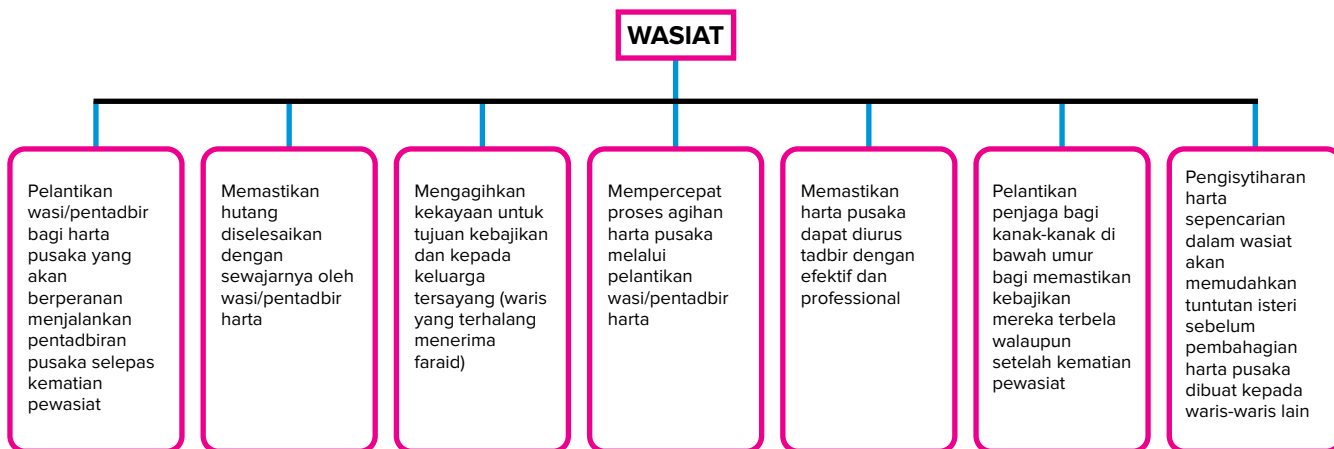 WASIAT
Pelantikan
wasi/pentadbir
bagi harta
pusaka yang
akan
berperanan
menjalankan
pentadbiran
pusaka selepas
kematian
pewasiat
Memastikan
hutang
diselesaikan
dengan
sewajarnya oleh
wasi/pentadbir
harta
Mengagihkan
kekayaan untuk
tujuan kebajikan
dan kepada
keluarga
tersayang (waris
yang terhalang
menerima
faraid)
Mempercepat
proses agihan
harta pusaka
melalui
pelantikan
wasi/pentadbir
harta
Memastikan
harta pusaka
dapat diurus
tadbir dengan
efektif dan
professional
Pelantikan
penjaga bagi
kanak-kanak di
bawah umur
bagi memastikan
kebajikan
mereka terbela
walaupun
setelah kematian
pewasiat
Pengisytiharan
harta
sepencarian
dalam wasiat
akan
memudahkan
tuntutan isteri
sebelum
pembahagian
harta pusaka
dibuat kepada
waris-waris lain